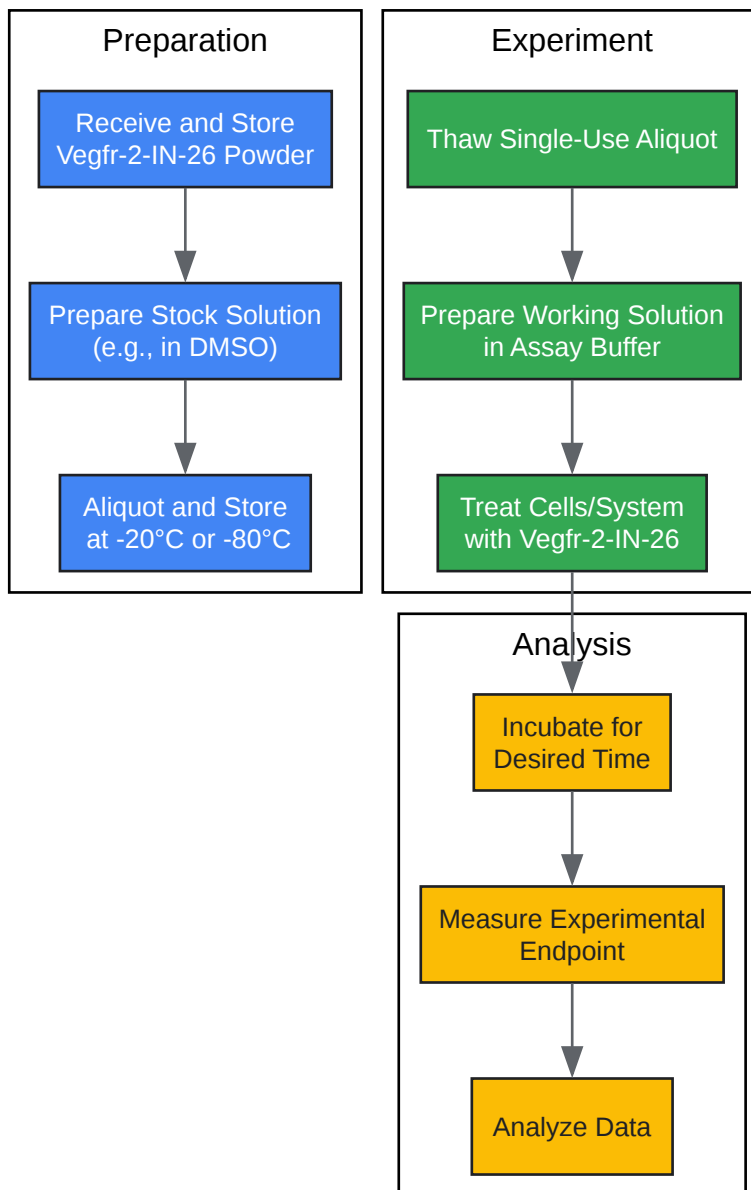 Preparation
Receive and Store
Vegfr-2-IN-26 Powder
Prepare Stock Solution
(e.g., in DMSO)
Aliquot and Store
at -20°C or -80°C
Experiment
Thaw Single-Use Aliquot
Prepare Working Solution
in Assay Buffer
Treat Cells/System
with Vegfr-2-IN-26
Analysis
Incubate for
Desired Time
Measure Experimental
Endpoint
Analyze Data